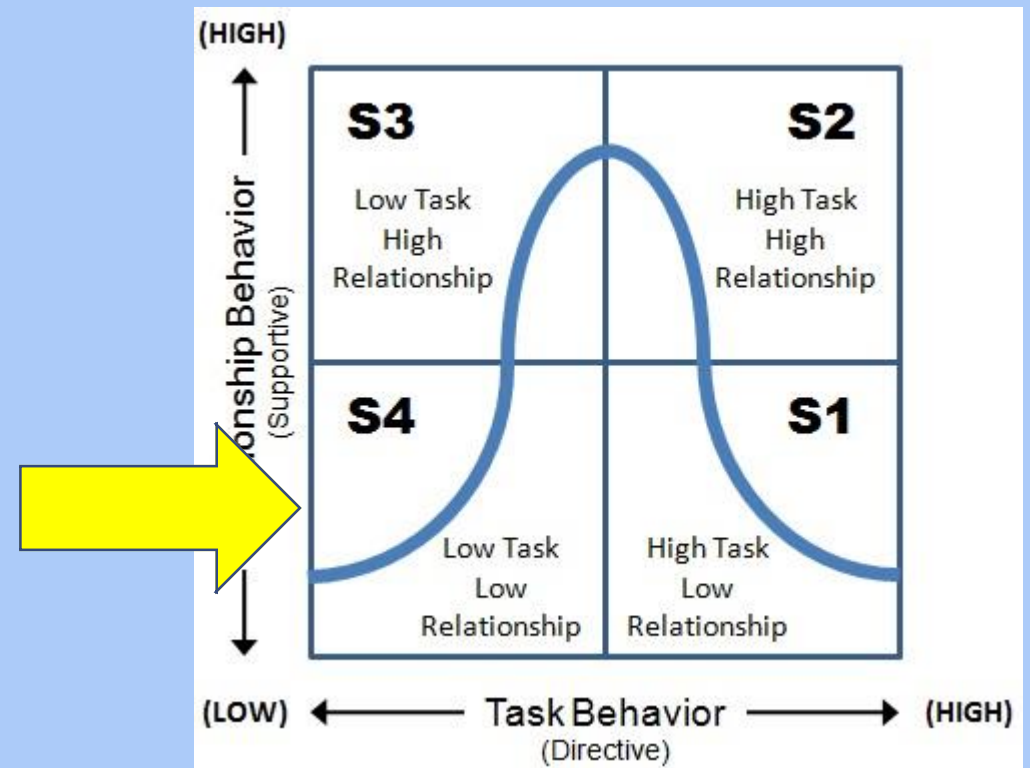 (HIGH)
S3
S2
Low Task
High
Relationship
High Task
High
Relationship
Behavior
(Supportive)
S4
S1
Low Task
Low
Relationship
High Task
Low
Relationship
(LOW)
Task Behavior
(HIGH)
(Directive)